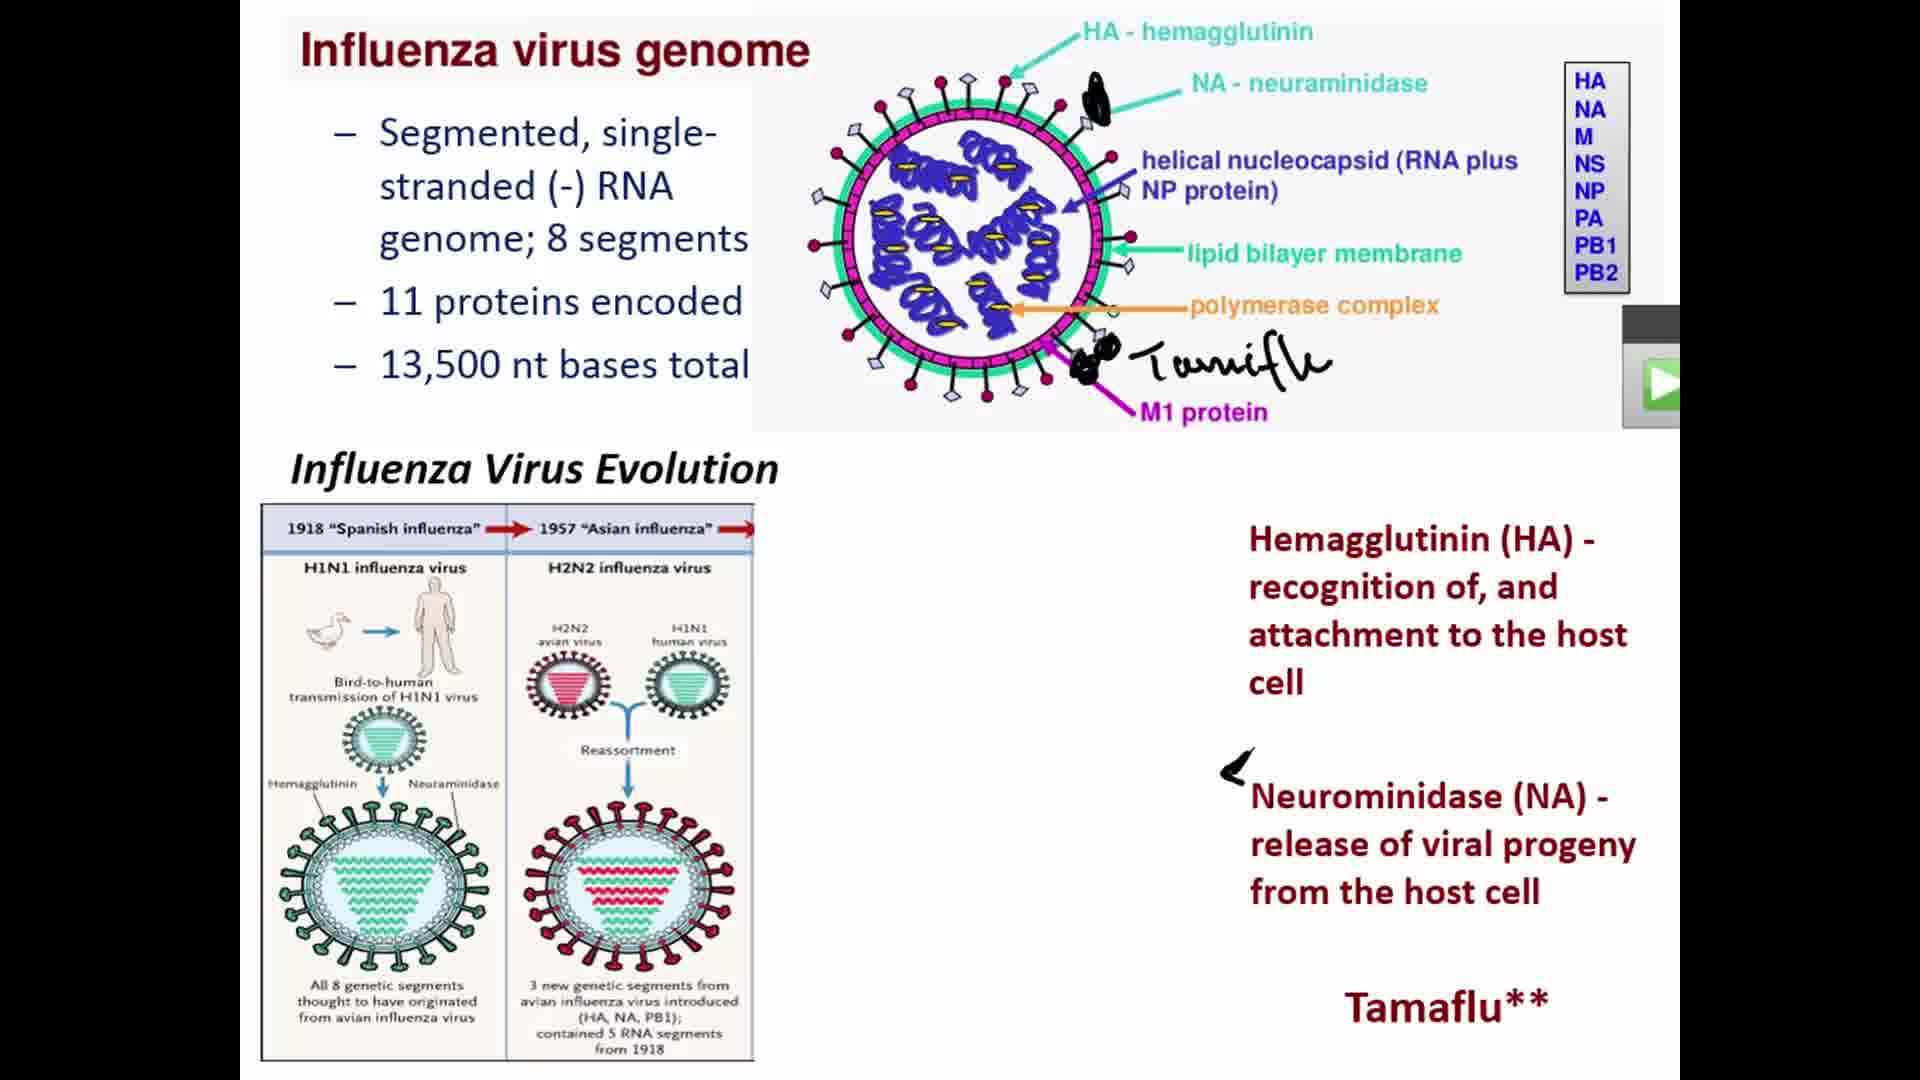 Influenza virus genome
– Segmented, single-
stranded (-) RNA
genome; 8 segments
– 11 proteins encoded
– 13,500 nt bases total
HA - hemagglutinin
NA - neuraminidase
helical nucleocapsid (RNA plus
NP protein)
lipid bilayer membrane
polymerase complex
Tamiflu
M1 protein
HA
NA
M
NS
NP
PA
PB1
PB2
Influenza Virus Evolution
1918 “Spanish influenza”
H1N1 influenza virus
Bird-to-human
transmission of H1N1 virus
Hemagglutinin
Neuraminidase
All 8 genetic segments
thought to have originated
from avian influenza virus
1957 “Asian influenza”
H2N2 influenza virus
H2N2
avian virus
H1N1
human virus
Reassortment
3 new genetic segments from
avian influenza virus introduced
(HA, NA, PB1);
contained 5 RNA segments
from 1918
Hemagglutinin (HA) -
recognition of, and
attachment to the host
cell
Neurominidase (NA) -
release of viral progeny
from the host cell
Tamaflu**